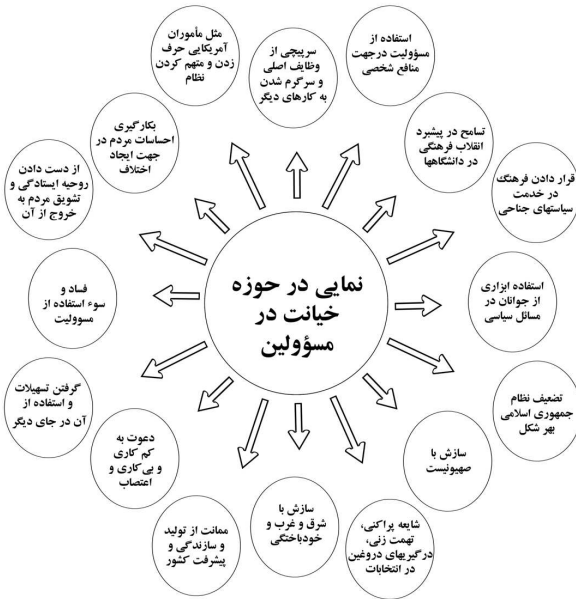 نمایی در حوزه
خیانت در
مسؤولین
سرپیچی از
وظایف اصلی
و سرگرم شدن
به کارهای دیگر
استفاده از
مسؤولیت درجهت
منافع شخصی
تسامح در پیشبرد
انقلاب فرهنگی
در دانشگاهها
قرار دادن فرهنگ
در خدمت
سیاستهای جناحی
استفاده ابزاری
از جوانان در
مسائل سیاسی
تضعیف نظام
جمهوری اسلامی
بهر شکل
سازش با
صهیونیست
شایعه پراکنی،
تهمت زنی،
درگیریهای دروغین
در انتخابات
سازش با
شرق و غرب و
خودباختگی
ممانت از تولید
و سازندگی و
پیشرفت کشور
دعوت به
کم کاری
و بی‌کاری و
اعتصاب
گرفتن تسهیلات
و استفاده از
آن در جای دیگر
فساد و
سوء استفاده از
مسوولیت
از دست دادن
روحیه ایستادگی و
تشویق مردم به
خروج از آن
بکارگیری
احساسات مردم در
جهت ایجاد
اختلاف
مثل مأموران
آمریکایی حرف
زدن و متهم کردن
نظام